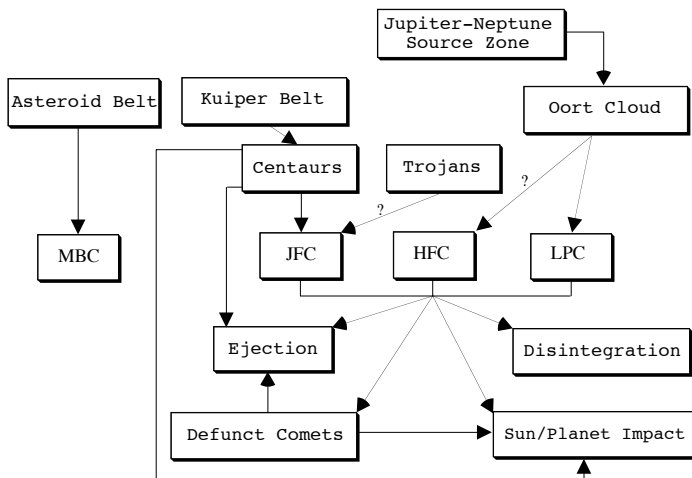 Jupiter-Neptune
Source Zone
Asteroid Belt
Kuiper Belt
Oort Cloud
Centaurs
Trojans
?
?
MBC
JFC
HFC
LPC
Ejection
Disintegration
Defunct Comets
Sun/Planet Impact